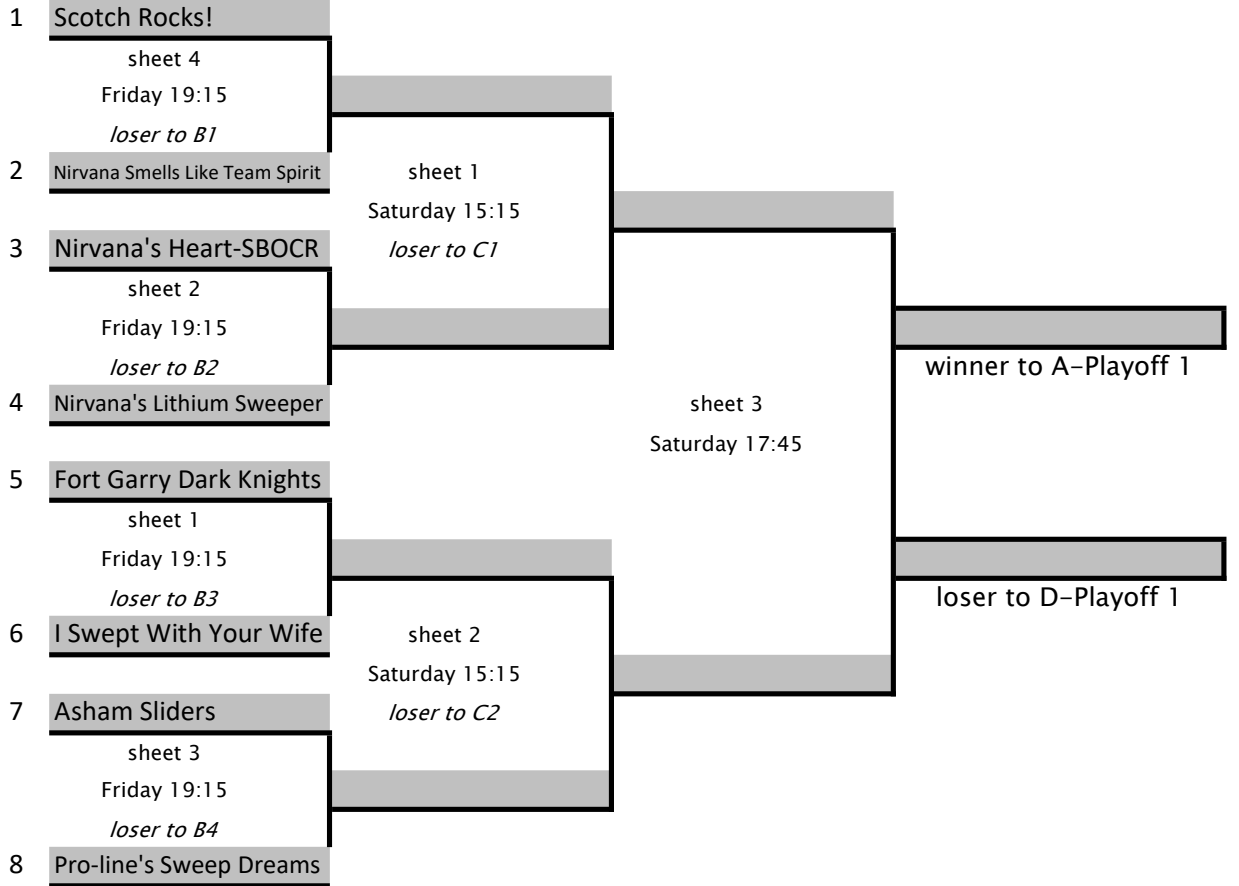 1 Scotch Rocks!
sheet 4
Friday 19:15
loser to B1
2 Nirvana Smells Like Team Spirit
sheet 1
Saturday 15:15
loser to C1
3 Nirvana's Heart-SBOCR
sheet 2
Friday 19:15
loser to B2
4 Nirvana's Lithium Sweeper
winner to A-Playoff 1
sheet 3
Saturday 17:45
5 Fort Garry Dark Knights
sheet 1
Friday 19:15
loser to B3
loser to D-Playoff 1
6 I Swept With Your Wife
sheet 2
Saturday 15:15
loser to C2
7 Asham Sliders
sheet 3
Friday 19:15
loser to B4
8 Pro-line's Sweep Dreams